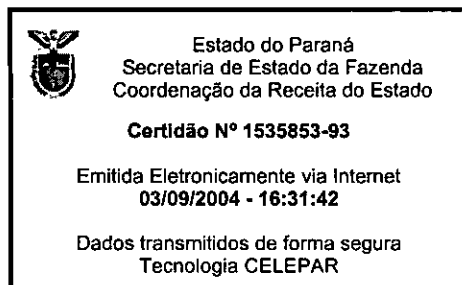 Estado do Paraná
Secretaria de Estado da Fazenda
Coordenação da Receita do Estado
Certidão Nº 1535853-93
Emitida Eletronicamente via Internet
03/09/2004 - 16:31:42
Dados transmitidos de forma segura
Tecnologia CELEPAR